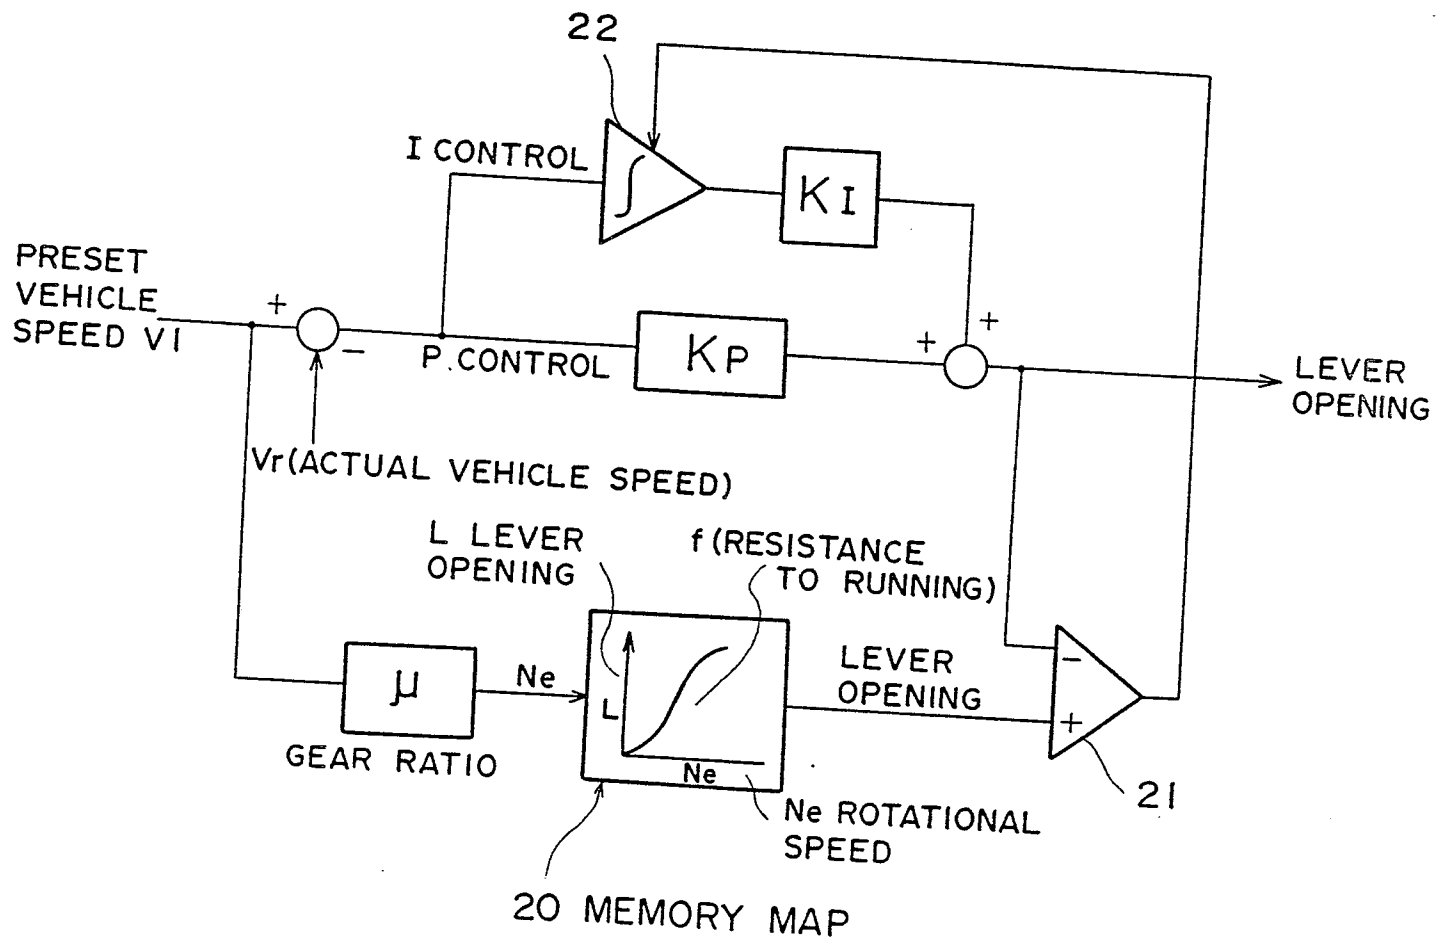 22
I CONTROL
∫
KI
PRESET
VEHICLE
SPEED V1
+
−
P. CONTROL
KP
+
+
LEVER
OPENING
Vr (ACTUAL VEHICLE SPEED)
L LEVER
OPENING
f (RESISTANCE
TO RUNNING)
μ
GEAR RATIO
Ne
L
Ne
LEVER
OPENING
−
+
21
Ne ROTATIONAL
SPEED
20 MEMORY MAP